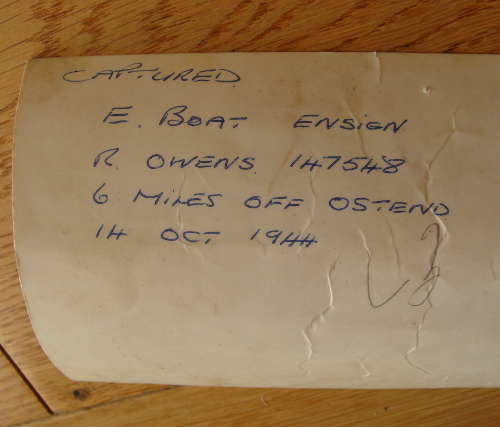 CAPTURED.
E. BOAT ENSIGN
R. OWENS. 147548
6 MILES OFF OSTEND
14 OCT 1944